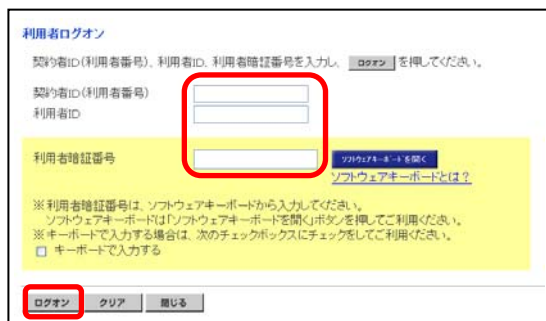 利用者ログオン
契約者ID(利用者番号)、利用者ID、利用者暗証番号を入力し、 ログオン を押してください。
契約者ID(利用者番号)
利用者ID
利用者暗証番号 ソフトウェアキーボードを開く
ソフトウェアキーボードとは?
※利用者暗証番号は、ソフトウェアキーボードから入力してください。
ソフトウェアキーボードは「ソフトウェアキーボードを開く」ボタンを押してご利用ください。
※キーボードで入力する場合は、次のチェックボックスにチェックをしてご利用ください。
キーボードで入力する
ログオン クリア 閉じる